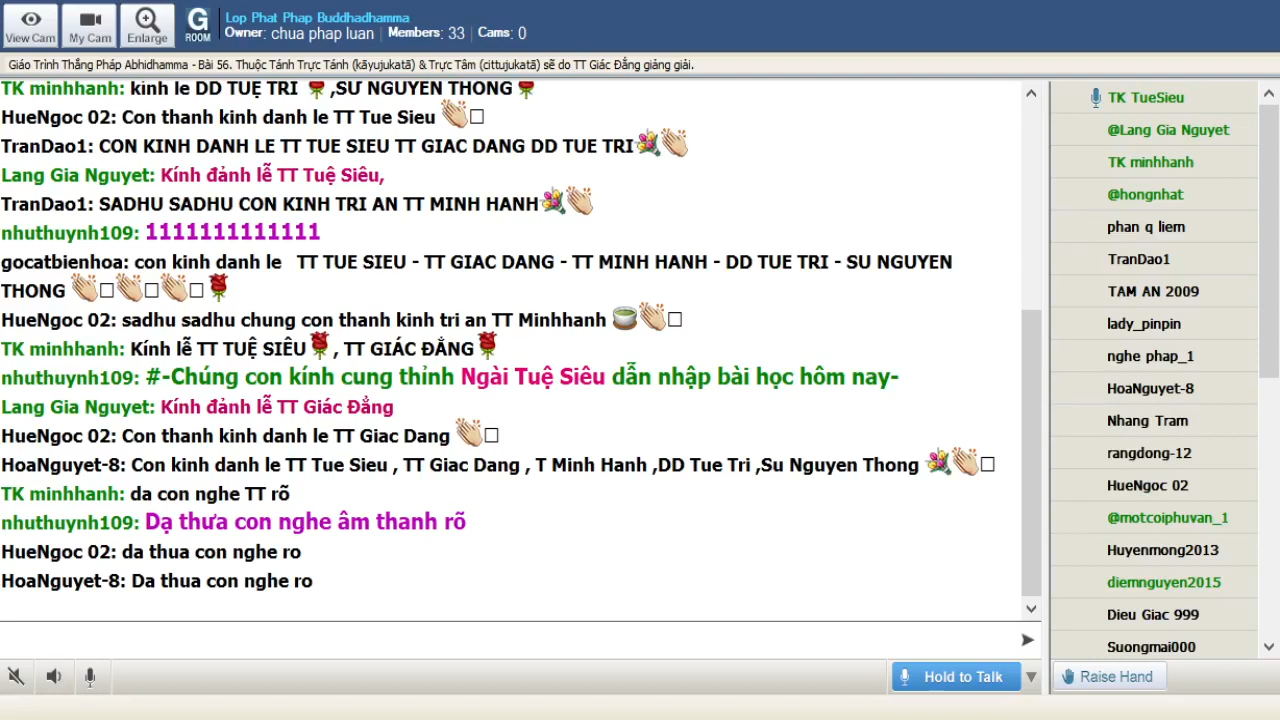 View Cam
My Cam
Enlarge
G
ROOM
Lop Phat Phap Buddhadhamma
Owner: chua phap luan | Members: 33 | Cams: 0
Giáo Trình Thắng Pháp Abhidhamma - Bài 56. Thuộc Tánh Trực Tánh (kāyujukatā) & Trực Tâm (cittujukatā) sẽ do TT Giác Đẳng giảng giải.
TK minhhanh: kinh le DD TUỆ TRI ,SƯ NGUYEN THONG
HueNgoc 02: Con thanh kinh danh le TT Tue Sieu
TranDao1: CON KINH DANH LE TT TUE SIEU TT GIAC DANG DD TUE TRI
Lang Gia Nguyet: Kính đảnh lễ TT Tuệ Siêu,
TranDao1: SADHU SADHU CON KINH TRI AN TT MINH HANH
nhuthuynh109: 1111111111111
gocatbienhoa: con kinh danh le TT TUE SIEU - TT GIAC DANG - TT MINH HANH - DD TUE TRI - SU NGUYEN
THONG
HueNgoc 02: sadhu sadhu chung con thanh kinh tri an TT Minhhanh
TK minhhanh: Kính lễ TT TUỆ SIÊU , TT GIÁC ĐẲNG
nhuthuynh109: #-Chúng con kính cung thỉnh Ngài Tuệ Siêu dẫn nhập bài học hôm nay-
Lang Gia Nguyet: Kính đảnh lễ TT Giác Đẳng
HueNgoc 02: Con thanh kinh danh le TT Giac Dang
HoaNguyet-8: Con kinh danh le TT Tue Sieu , TT Giac Dang , T Minh Hanh ,DD Tue Tri ,Su Nguyen Thong
TK minhhanh: da con nghe TT rõ
nhuthuynh109: Dạ thưa con nghe âm thanh rõ
HueNgoc 02: da thua con nghe ro
HoaNguyet-8: Da thua con nghe ro
TK TueSieu
@Lang Gia Nguyet
TK minhhanh
@hongnhat
phan q liem
TranDao1
TAM AN 2009
lady_pinpin
nghe phap_1
HoaNguyet-8
Nhang Tram
rangdong-12
HueNgoc 02
@motcoiphuvan_1
Huyenmong2013
diemnguyen2015
Dieu Giac 999
Suongmai000
Hold to Talk
Raise Hand